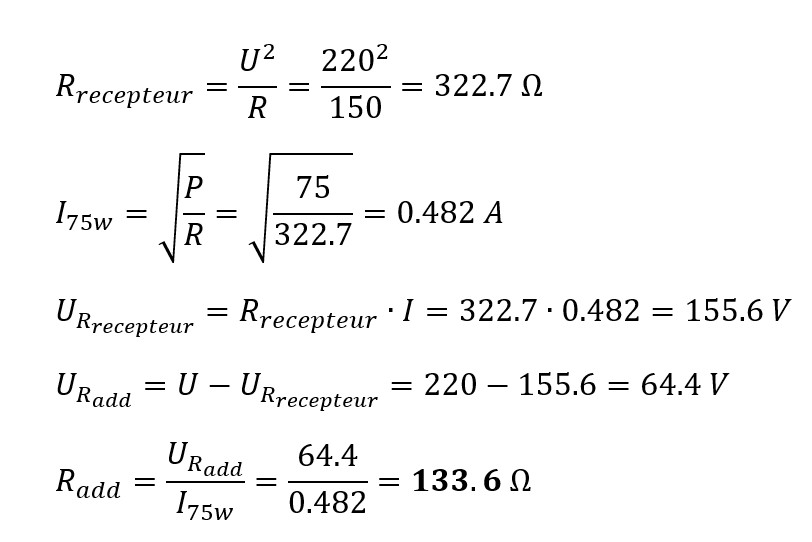 R_recepteur = U²/R = 220²/150 = 322.7 Ω
I_75w = √(P/R) = √(75/322.7) = 0.482 A
U_R_recepteur = R_recepteur · I = 322.7 · 0.482 = 155.6 V
U_R_add = U − U_R_recepteur = 220 − 155.6 = 64.4 V
R_add = U_R_add/I_75w = 64.4/0.482 = 133.6 Ω